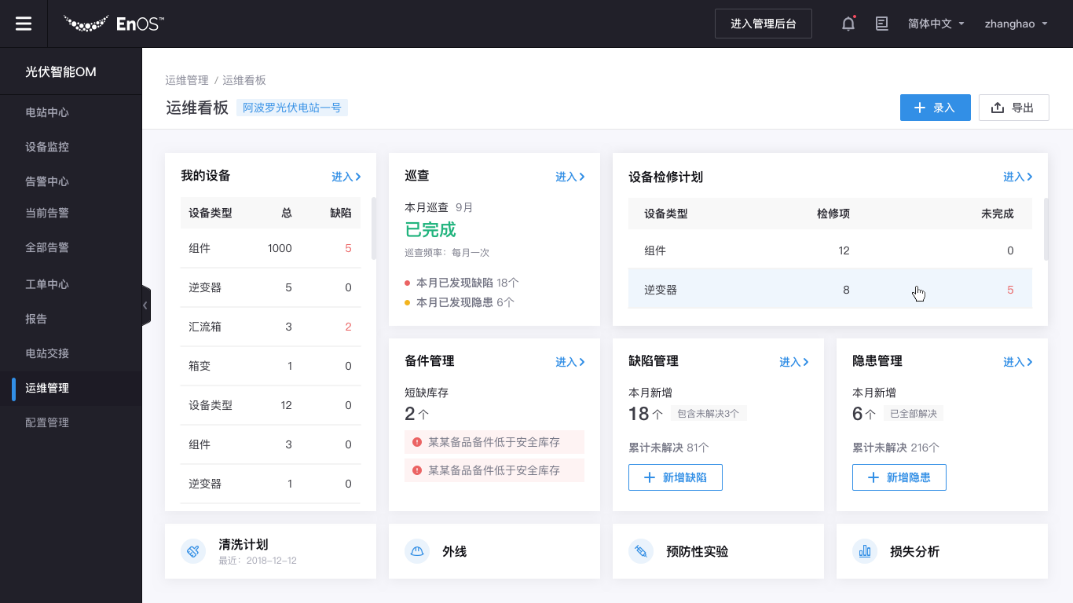 EnOS™
进入管理后台
简体中文
zhanghao
光伏智能OM
电站中心
设备监控
告警中心
当前告警
全部告警
工单中心
报告
电站交接
运维管理
配置管理
运维管理 / 运维看板
运维看板 阿波罗光伏电站一号
录入
导出
我的设备 进入
设备类型 总 缺陷
组件 1000 5
逆变器 5 0
汇流箱 3 2
箱变 1 0
设备类型 12 0
组件 3 0
逆变器 1 0
巡查 进入
本月巡查 9月
已完成
巡查频率：每月一次
本月已发现缺陷 18个
本月已发现隐患 6个
设备检修计划 进入
设备类型 检修项 未完成
组件 12 0
逆变器 8 5
备件管理 进入
短缺库存
2个
某某备品备件低于安全库存
某某备品备件低于安全库存
缺陷管理 进入
本月新增
18个 包含未解决3个
累计未解决 81个
新增缺陷
隐患管理 进入
本月新增
6个 已全部解决
累计未解决 216个
新增隐患
清洗计划
最近：2018-12-12
外线
预防性实验
损失分析